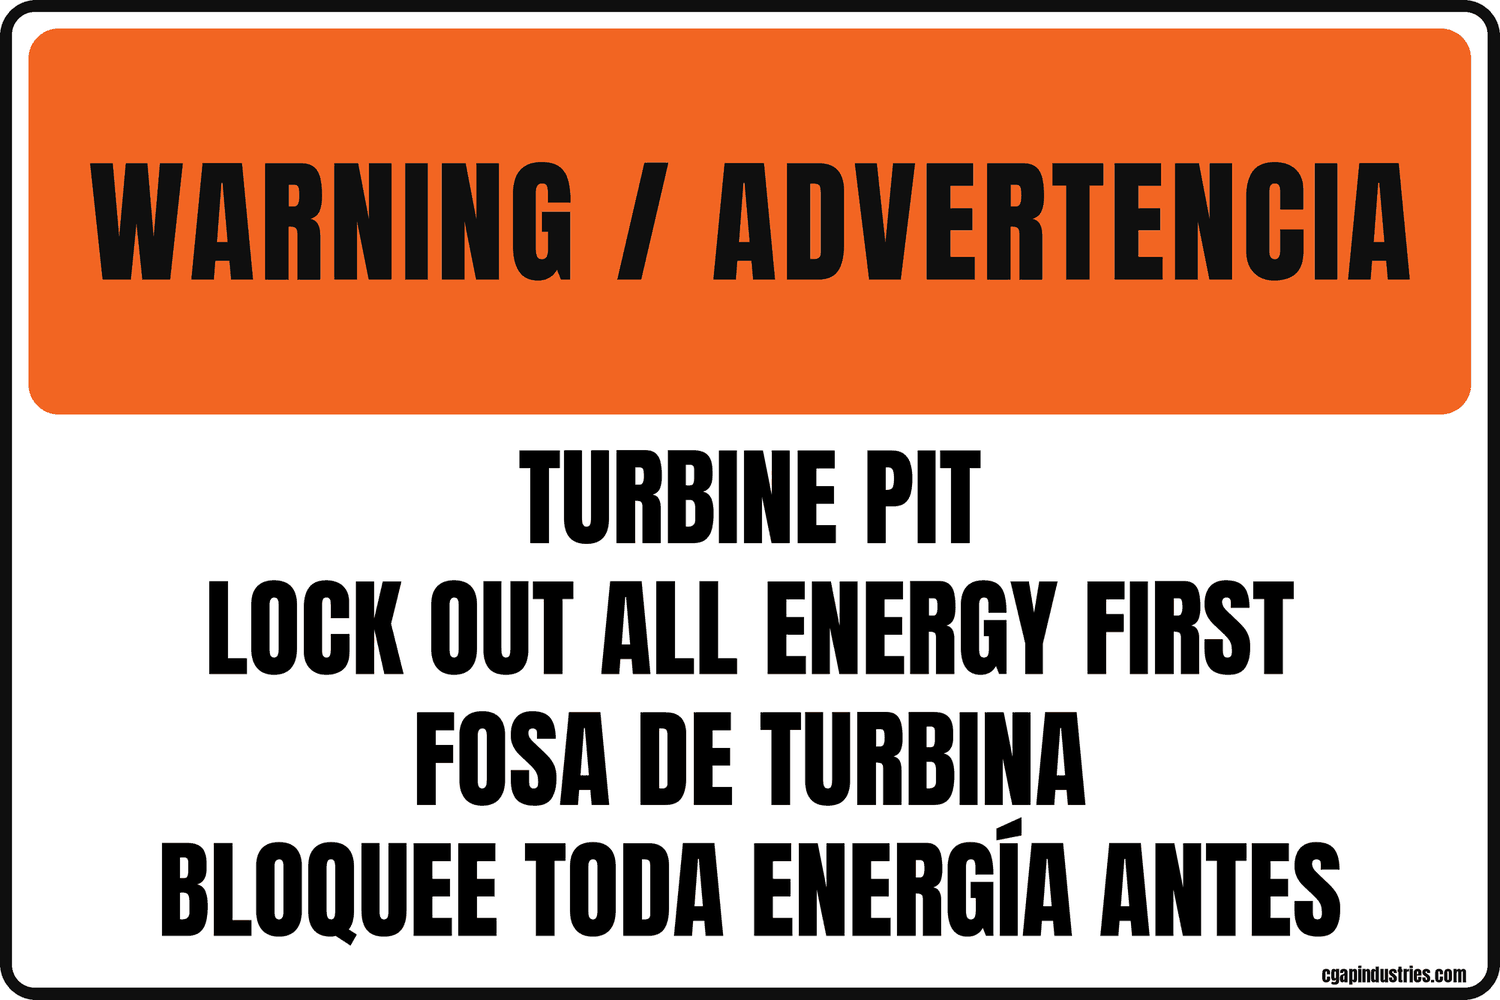 WARNING / ADVERTENCIA
TURBINE PIT
LOCK OUT ALL ENERGY FIRST
FOSA DE TURBINA
BLOQUEE TODA ENERGÍA ANTES
cgapindustries.com